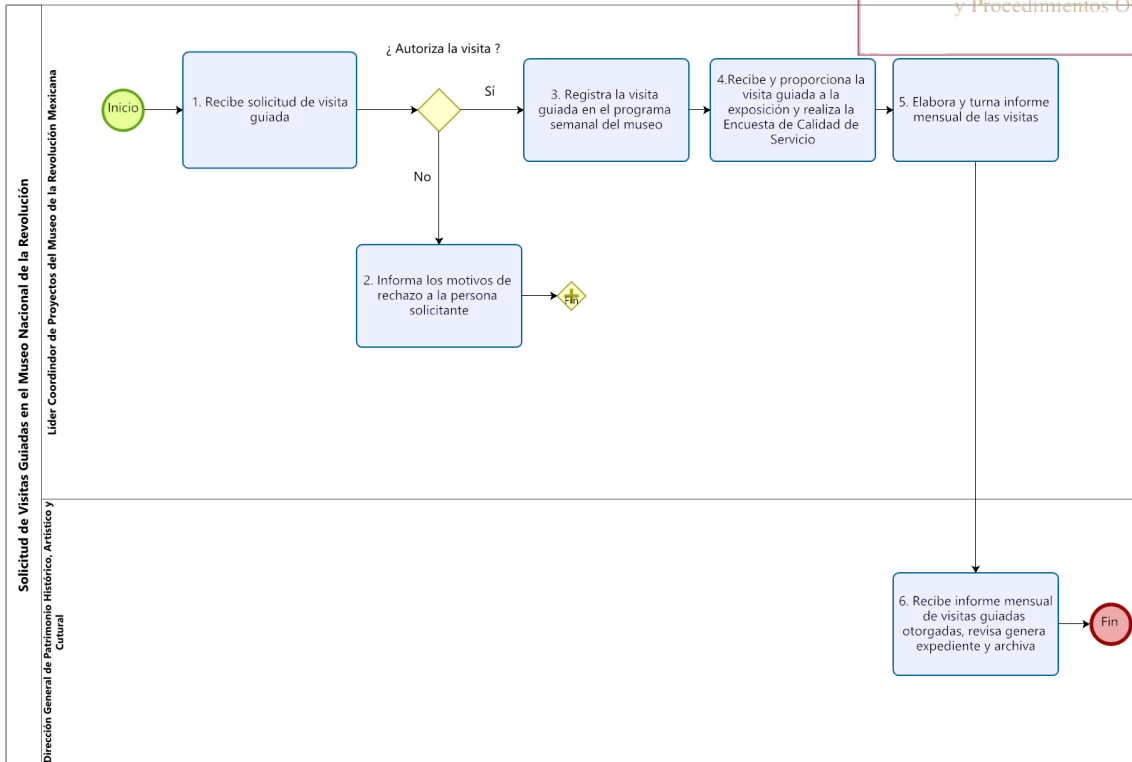 y Procedimientos O
Solicitud de Visitas Guiadas en el Museo Nacional de la Revolución
Líder Coordindor de Proyectos del Museo de la Revolución Mexicana
Inicio
1. Recibe solicitud de visita
guiada
¿ Autoriza la visita ?
Sí
No
3. Registra la visita
guiada en el programa
semanal del museo
4.Recibe y proporciona la
visita guiada a la
exposición y realiza la
Encuesta de Calidad de
Servicio
5. Elabora y turna informe
mensual de las visitas
2. Informa los motivos de
rechazo a la persona
solicitante
Fin
Dirección General de Patrimonio Histórico, Artístico y
Cutural
6. Recibe informe mensual
de visitas guiadas
otorgadas, revisa genera
expediente y archiva
Fin